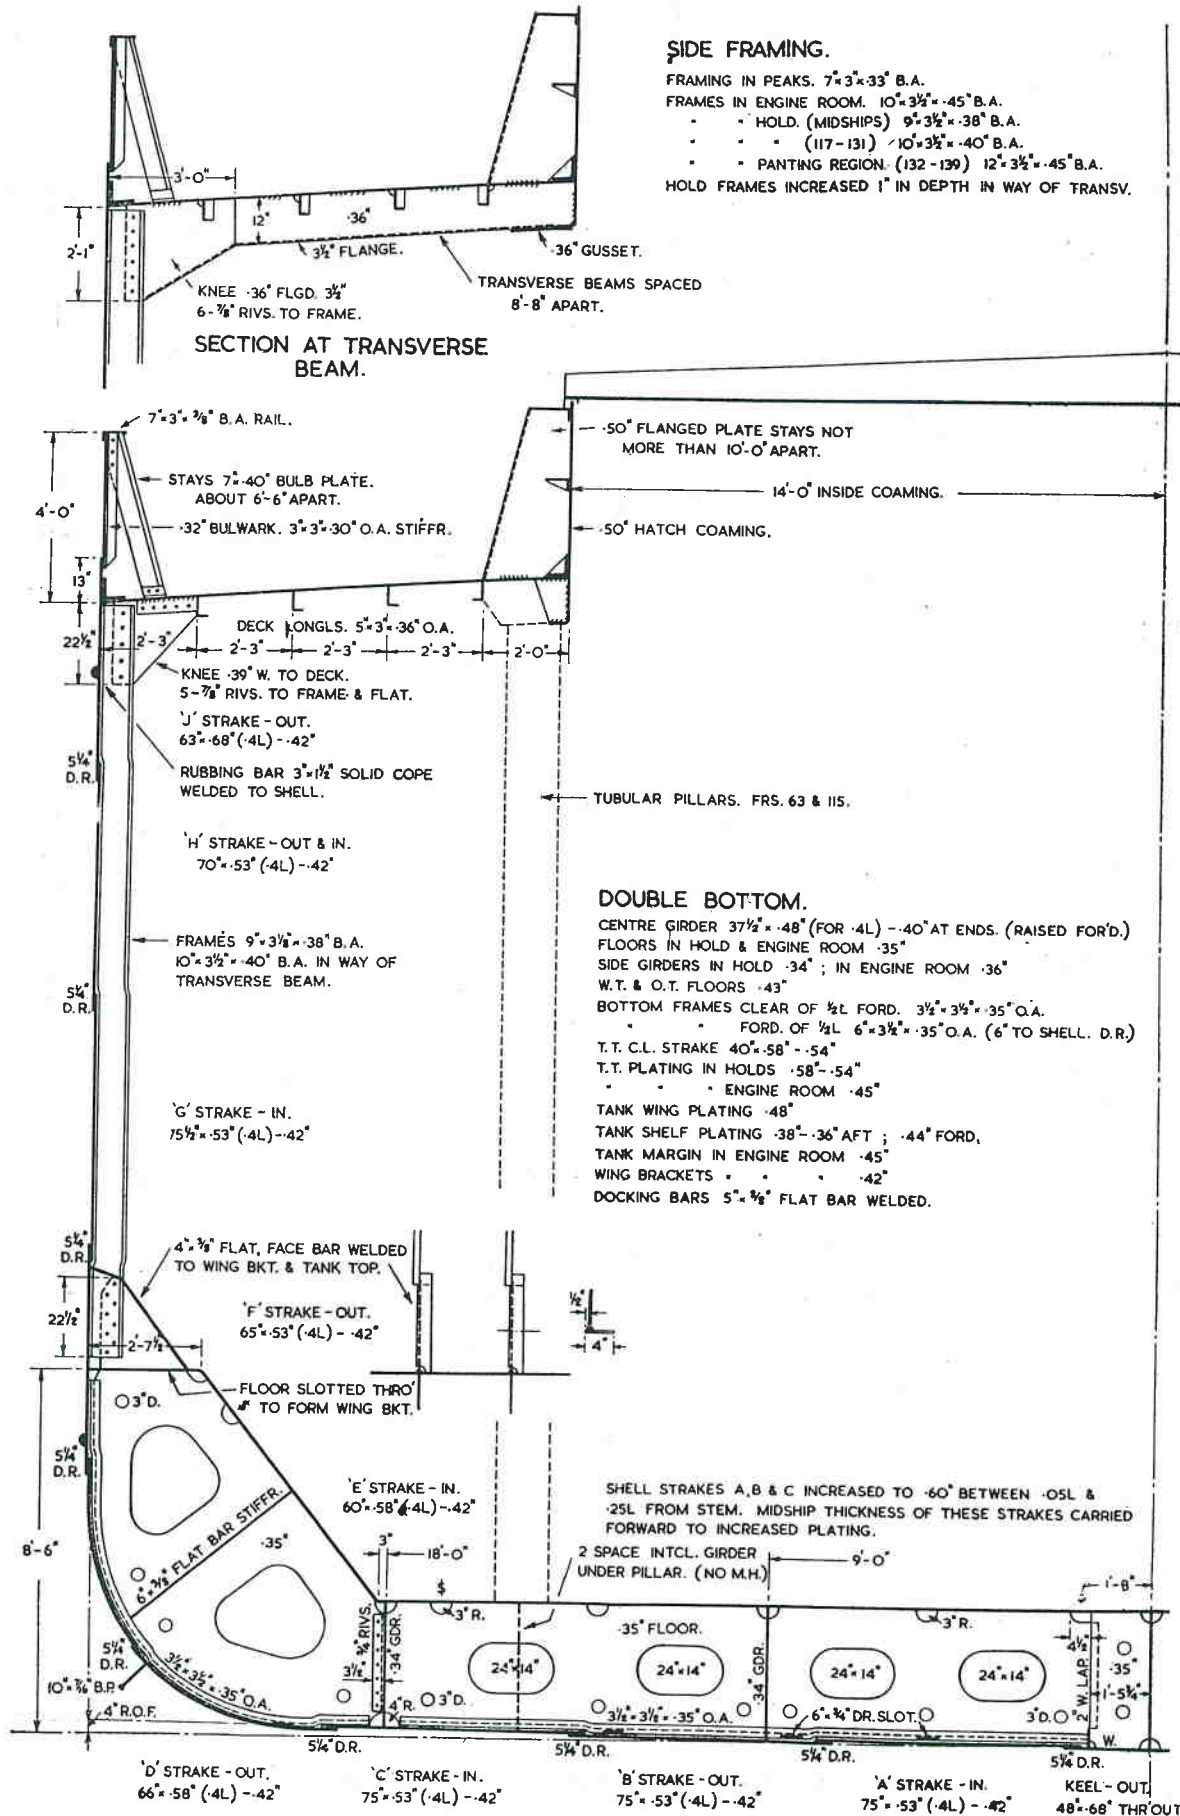 SIDE FRAMING.
FRAMING IN PEAKS. 7"×3"×·33" B.A.
FRAMES IN ENGINE ROOM. 10"×3½"×·45" B.A.
" " HOLD. (MIDSHIPS) 9"×3½"×·38" B.A.
" " " (117-131) 10"×3½"×·40" B.A.
" " PANTING REGION. (132-139) 12"×3½"×·45" B.A.
HOLD FRAMES INCREASED 1" IN DEPTH IN WAY OF TRANSV.
3'-0"
12"
·36"
2'-1"
3½" FLANGE.
·36" GUSSET.
KNEE ·36" FLGD. 3½"
6-⅞" RIVS. TO FRAME.
TRANSVERSE BEAMS SPACED
8'-8" APART.
SECTION AT TRANSVERSE
BEAM.
7"×3"×⅜" B.A. RAIL.
·50" FLANGED PLATE STAYS NOT
MORE THAN 10'-0" APART.
STAYS 7"×·40" BULB PLATE.
ABOUT 6'-6" APART.
14'-0" INSIDE COAMING.
4'-0"
·32" BULWARK. 3"×3"×·30" O.A. STIFFR.
·50" HATCH COAMING.
13"
DECK LONGLS. 5"×3"×·36" O.A.
22½"
2'-3"
2'-3"
2'-3"
2'-3"
2'-0"
KNEE ·39" W. TO DECK.
5-⅞" RIVS. TO FRAME & FLAT.
'J' STRAKE - OUT.
63"×·68" (·4L) - ·42"
5¼"
D.R.
RUBBING BAR 3"×1½" SOLID COPE
WELDED TO SHELL.
TUBULAR PILLARS. FRS. 63 & 115.
'H' STRAKE - OUT & IN.
70"×·53" (·4L) - ·42"
DOUBLE BOTTOM.
CENTRE GIRDER 37½"×·48" (FOR ·4L) - ·40" AT ENDS. (RAISED FOR'D.)
FLOORS IN HOLD & ENGINE ROOM ·35"
SIDE GIRDERS IN HOLD ·34" ; IN ENGINE ROOM ·36"
W.T. & O.T. FLOORS ·43"
BOTTOM FRAMES CLEAR OF ½L FORD. 3½"×3½"×·35" O.A.
" " FORD. OF ½L 6"×3½"×·35" O.A. (6" TO SHELL. D.R.)
T.T. C.L. STRAKE 40"×·58" - ·54"
T.T. PLATING IN HOLDS ·58" - ·54"
" " " ENGINE ROOM ·45"
TANK WING PLATING ·48"
TANK SHELF PLATING ·38" - ·36" AFT ; ·44" FORD.
TANK MARGIN IN ENGINE ROOM ·45"
WING BRACKETS " " " ·42"
DOCKING BARS 5"×⅝" FLAT BAR WELDED.
FRAMES 9"×3½"×·38" B.A.
10"×3½"×·40" B.A. IN WAY OF
TRANSVERSE BEAM.
5¼"
D.R.
'G' STRAKE - IN.
75½"×·53" (·4L) - ·42"
5¼"
D.R.
4"×⅜" FLAT, FACE BAR WELDED
TO WING BKT. & TANK TOP.
22½"
2'-7½"
'F' STRAKE - OUT.
65"×·53" (·4L) - ·42"
½"
4"
FLOOR SLOTTED THRO'
TO FORM WING BKT.
3" D.
5¼"
D.R.
'E' STRAKE - IN.
60"×·58" (·4L) - ·42"
SHELL STRAKES A, B & C INCREASED TO ·60" BETWEEN ·05L &
·25L FROM STEM. MIDSHIP THICKNESS OF THESE STRAKES CARRIED
FORWARD TO INCREASED PLATING.
8'-6"
6"×⅜" FLAT BAR STIFFR.
·35"
3"
18'-0"
2 SPACE INTCL. GIRDER
UNDER PILLAR. (NO M.H.)
9'-0"
1'-8"
3" R.
·35" FLOOR.
3" R.
4½"
¾" RIVS.
·34" GDR.
3½"
24"×14"
24"×14"
·34" GDR.
24"×14"
24"×14"
2" W. LAP.
·35"
1'-5¾"
5¼"
D.R.
10"×⅞" B.P.
4" R.O.F.
3½"×3½"×·35" O.A.
4" R.
3" D.
3½"×3½"×·35" O.A.
6"×¾" DR. SLOT.
3" D.
W.
5¼" D.R.
5¼" D.R.
5¼" D.R.
5¼" D.R.
'D' STRAKE - OUT.
66"×·58" (·4L) - ·42"
'C' STRAKE - IN.
75"×·53" (·4L) - ·42"
'B' STRAKE - OUT.
75"×·53" (·4L) - ·42"
'A' STRAKE - IN.
75"×·53" (·4L) - ·42"
KEEL - OUT.
48"×·68" THR'OUT